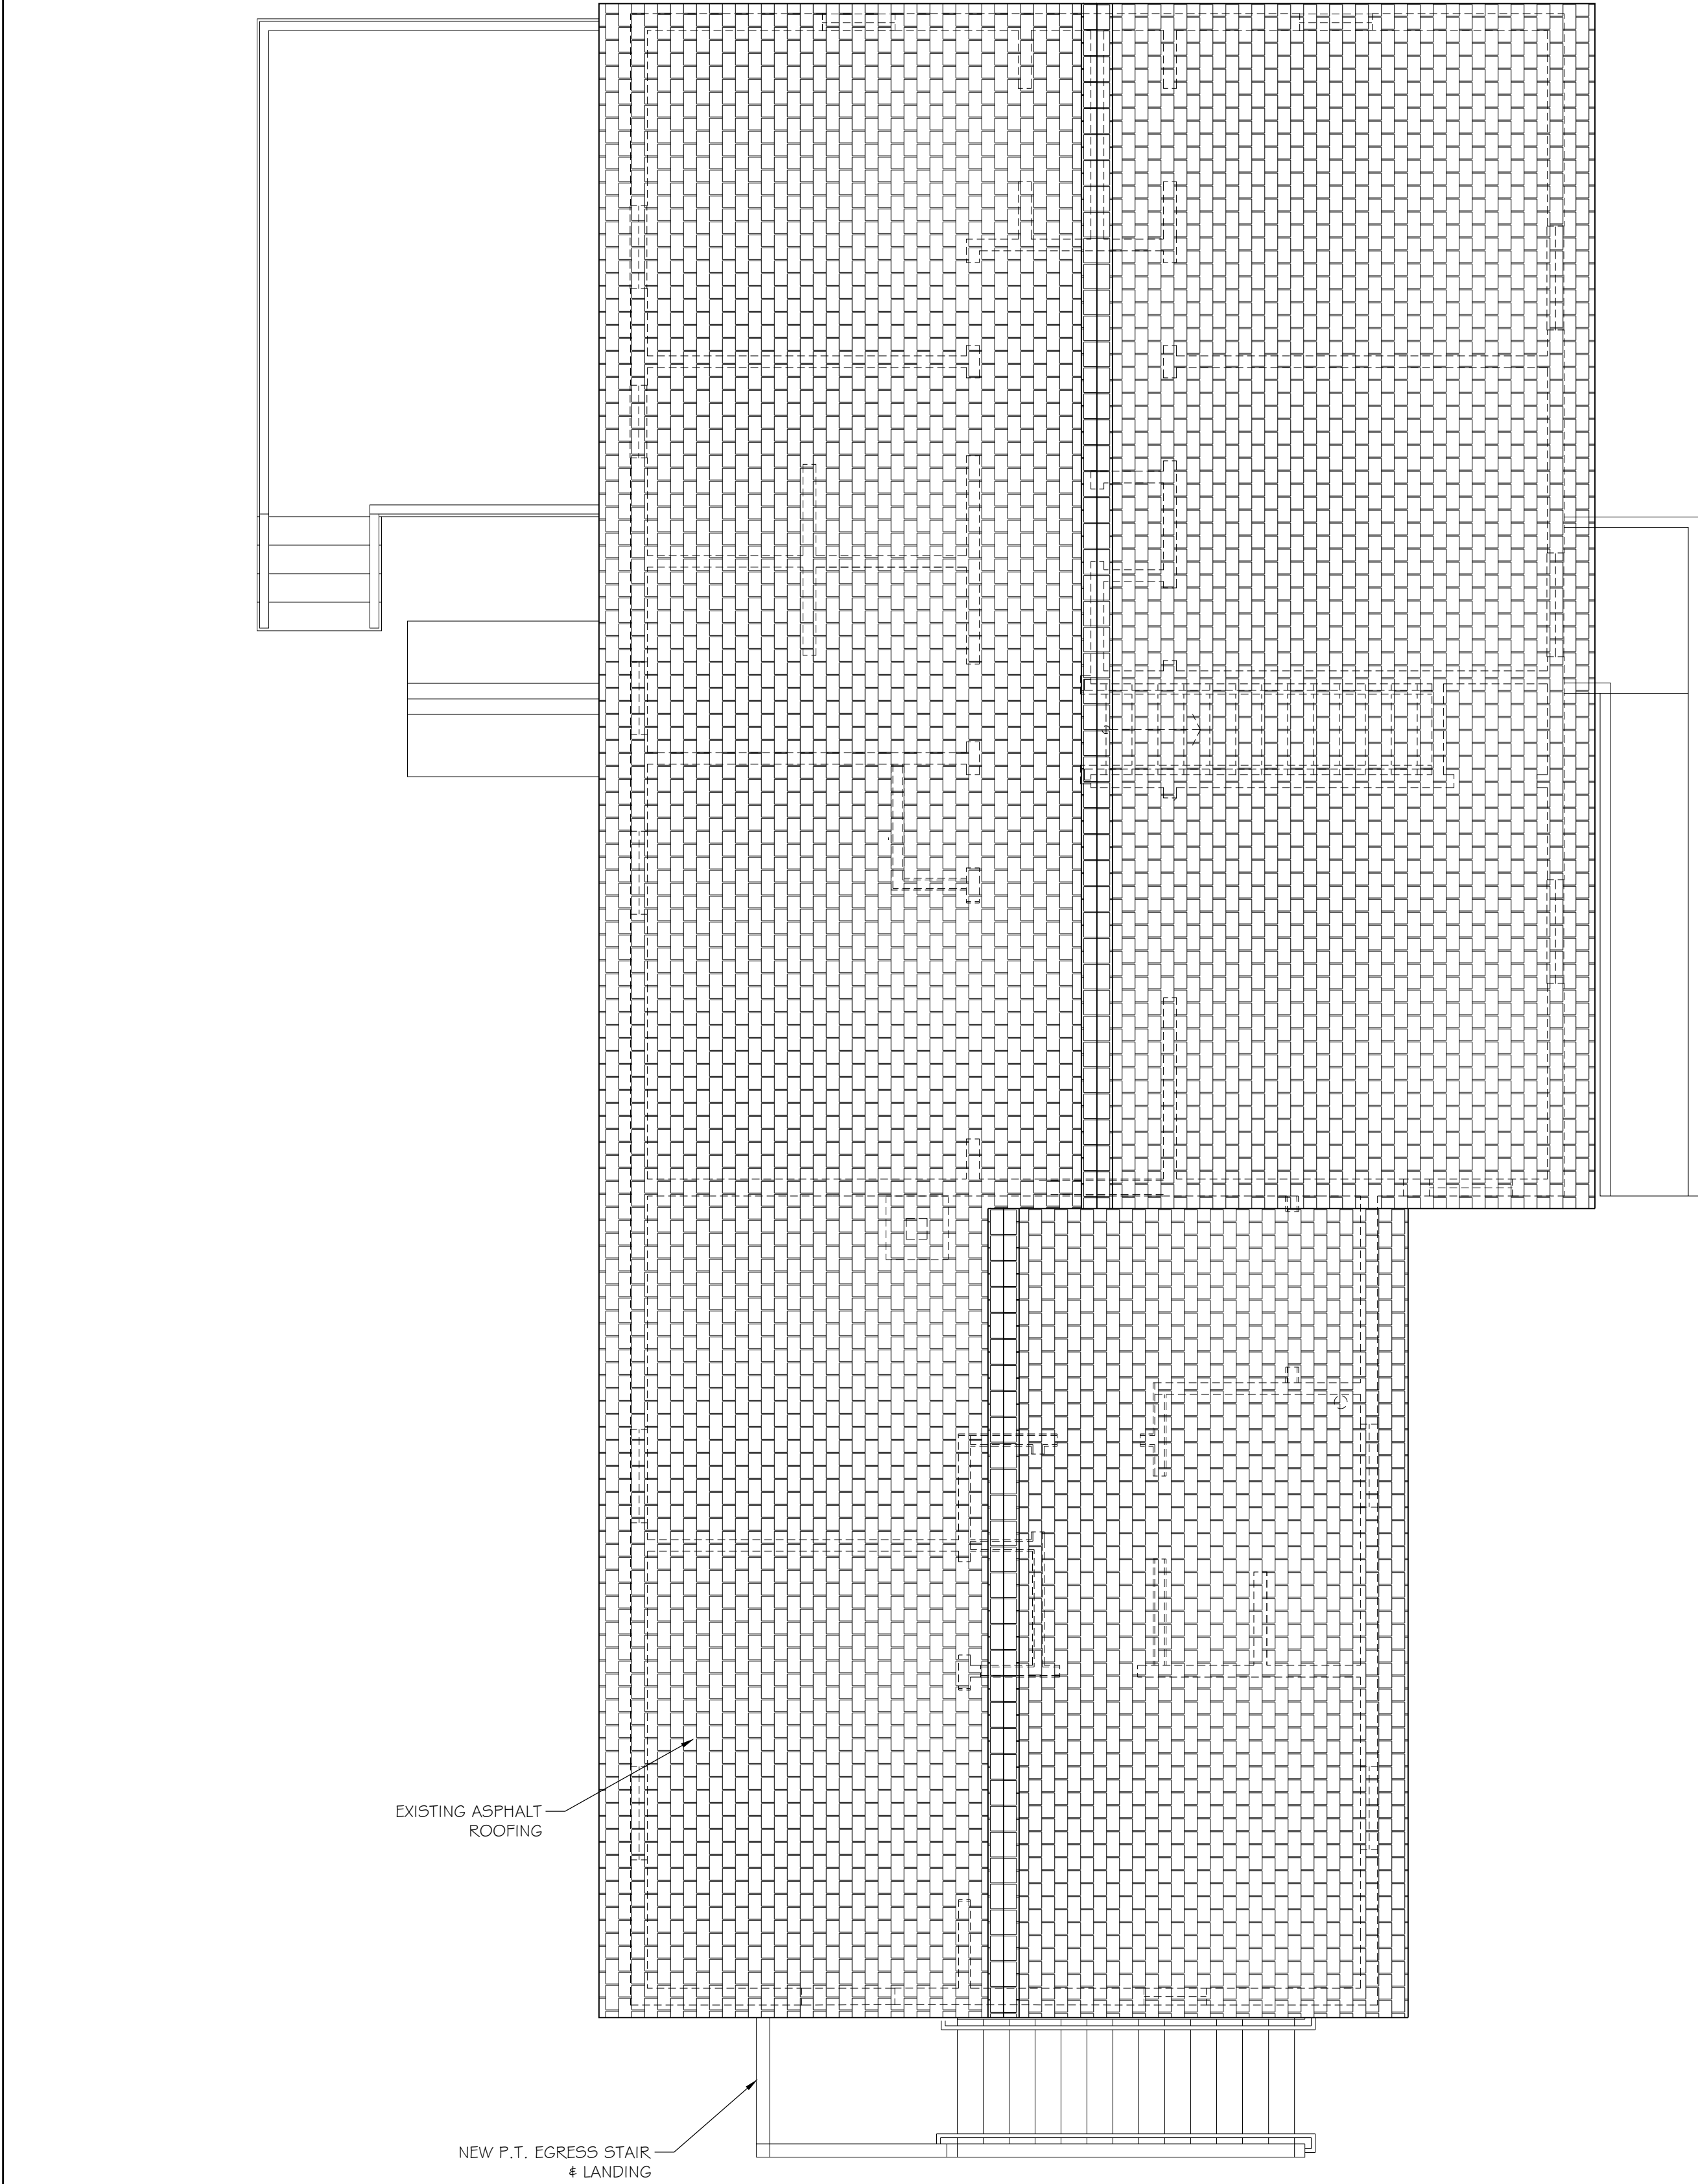 EXISTING ASPHALT
ROOFING
NEW P.T. EGRESS STAIR
& LANDING